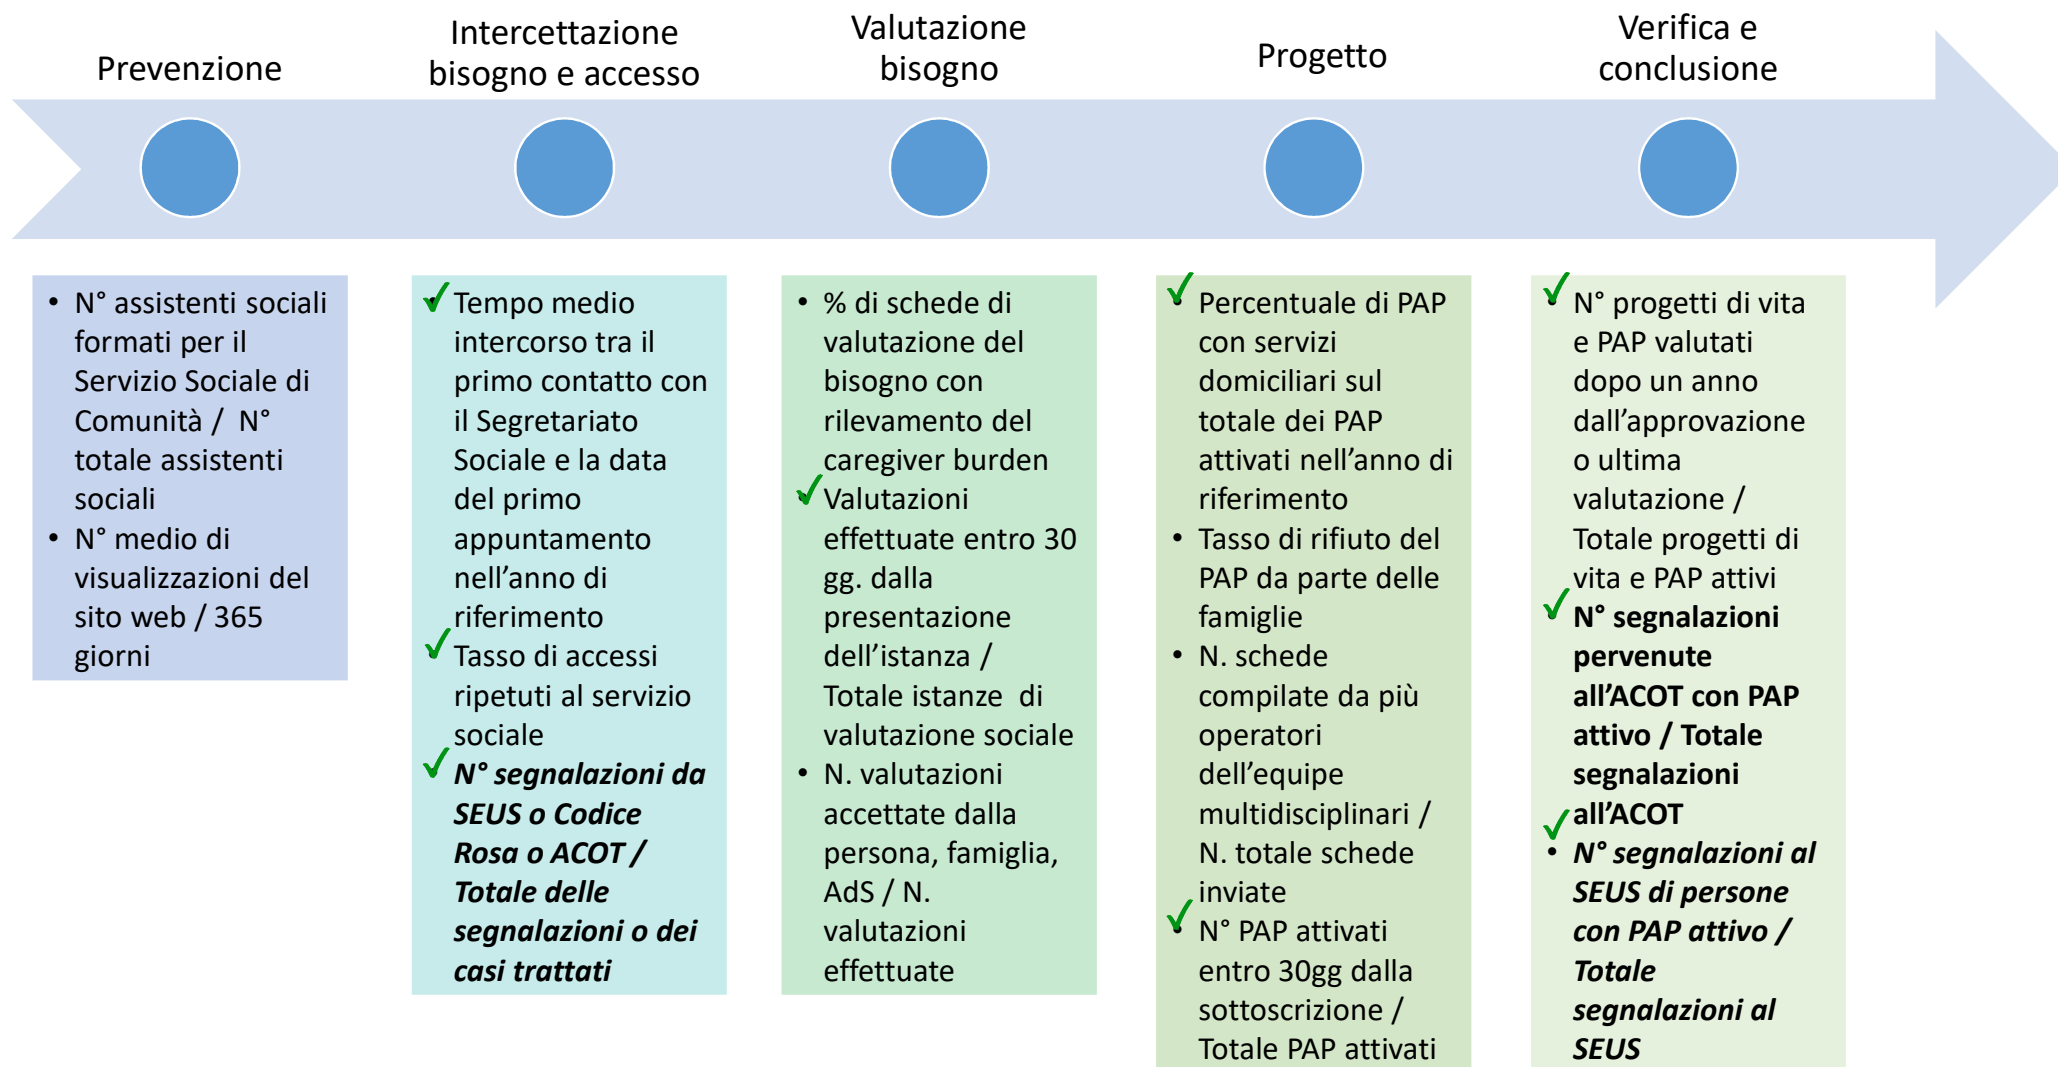 Prevenzione
Intercettazione
bisogno e accesso
Valutazione
bisogno
Progetto
Verifica e
conclusione
• N° assistenti sociali
formati per il
Servizio Sociale di
Comunità / N°
totale assistenti
sociali
• N° medio di
visualizzazioni del
sito web / 365
giorni
• Tempo medio
intercorso tra il
primo contatto con
il Segretariato
Sociale e la data
del primo
appuntamento
nell'anno di
riferimento
• Tasso di accessi
ripetuti al servizio
sociale
• N° segnalazioni da
SEUS o Codice
Rosa o ACOT /
Totale delle
segnalazioni o dei
casi trattati
• % di schede di
valutazione del
bisogno con
rilevamento del
caregiver burden
• Valutazioni
effettuate entro 30
gg. dalla
presentazione
dell'istanza /
Totale istanze di
valutazione sociale
• N. valutazioni
accettate dalla
persona, famiglia,
AdS / N.
valutazioni
effettuate
• Percentuale di PAP
con servizi
domiciliari sul
totale dei PAP
attivati nell'anno di
riferimento
• Tasso di rifiuto del
PAP da parte delle
famiglie
• N. schede
compilate da più
operatori
dell'equipe
multidisciplinari /
N. totale schede
inviate
• N° PAP attivati
entro 30gg dalla
sottoscrizione /
Totale PAP attivati
• N° progetti di vita
e PAP valutati
dopo un anno
dall'approvazione
o ultima
valutazione /
Totale progetti di
vita e PAP attivi
• N° segnalazioni
pervenute
all'ACOT con PAP
attivo / Totale
segnalazioni
all'ACOT
• N° segnalazioni al
SEUS di persone
con PAP attivo /
Totale
segnalazioni al
SEUS